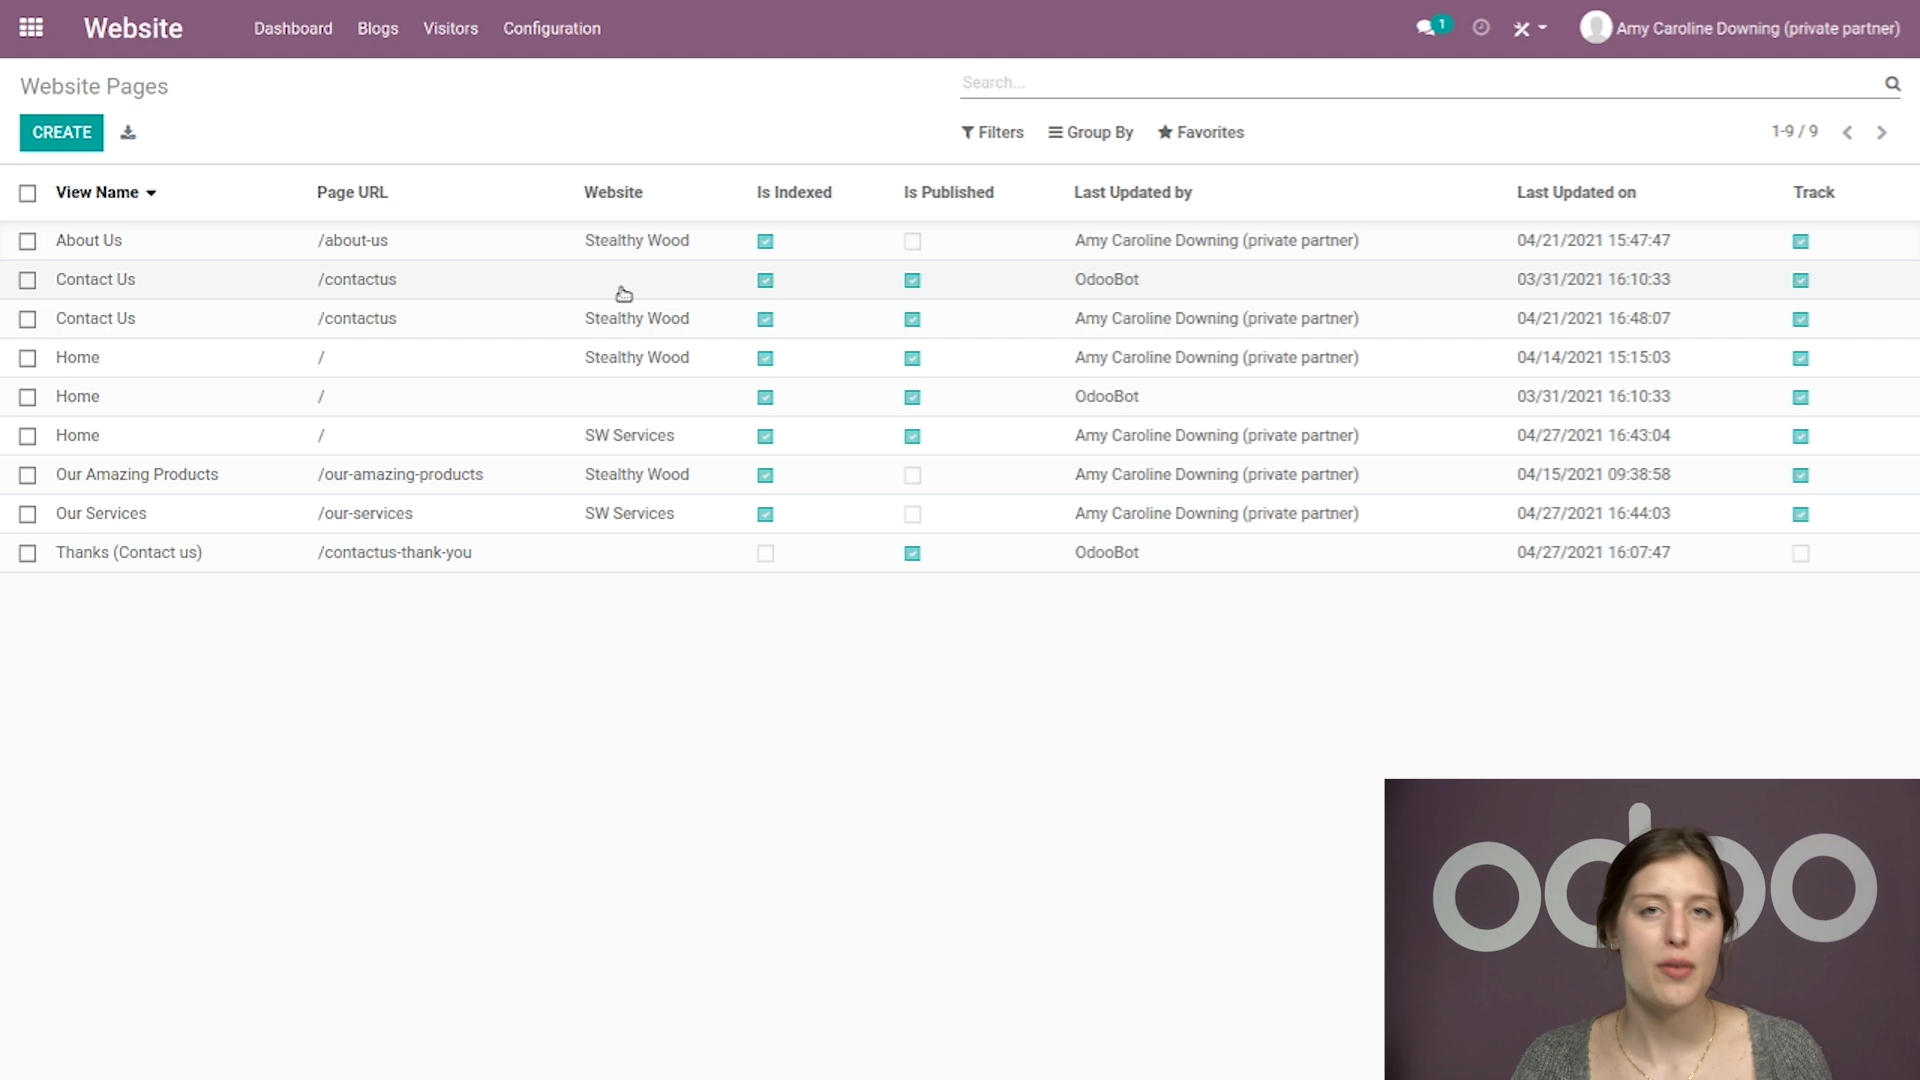 Website Dashboard Blogs Visitors Configuration 1 Amy Caroline Downing (private partner)
Website Pages Search...
CREATE Filters Group By Favorites 1-9 / 9
View Name Page URL Website Is Indexed Is Published Last Updated by Last Updated on Track
About Us /about-us Stealthy Wood Amy Caroline Downing (private partner) 04/21/2021 15:47:47
Contact Us /contactus OdooBot 03/31/2021 16:10:33
Contact Us /contactus Stealthy Wood Amy Caroline Downing (private partner) 04/21/2021 16:48:07
Home / Stealthy Wood Amy Caroline Downing (private partner) 04/14/2021 15:15:03
Home / OdooBot 03/31/2021 16:10:33
Home / SW Services Amy Caroline Downing (private partner) 04/27/2021 16:43:04
Our Amazing Products /our-amazing-products Stealthy Wood Amy Caroline Downing (private partner) 04/15/2021 09:38:58
Our Services /our-services SW Services Amy Caroline Downing (private partner) 04/27/2021 16:44:03
Thanks (Contact us) /contactus-thank-you OdooBot 04/27/2021 16:07:47
odoo